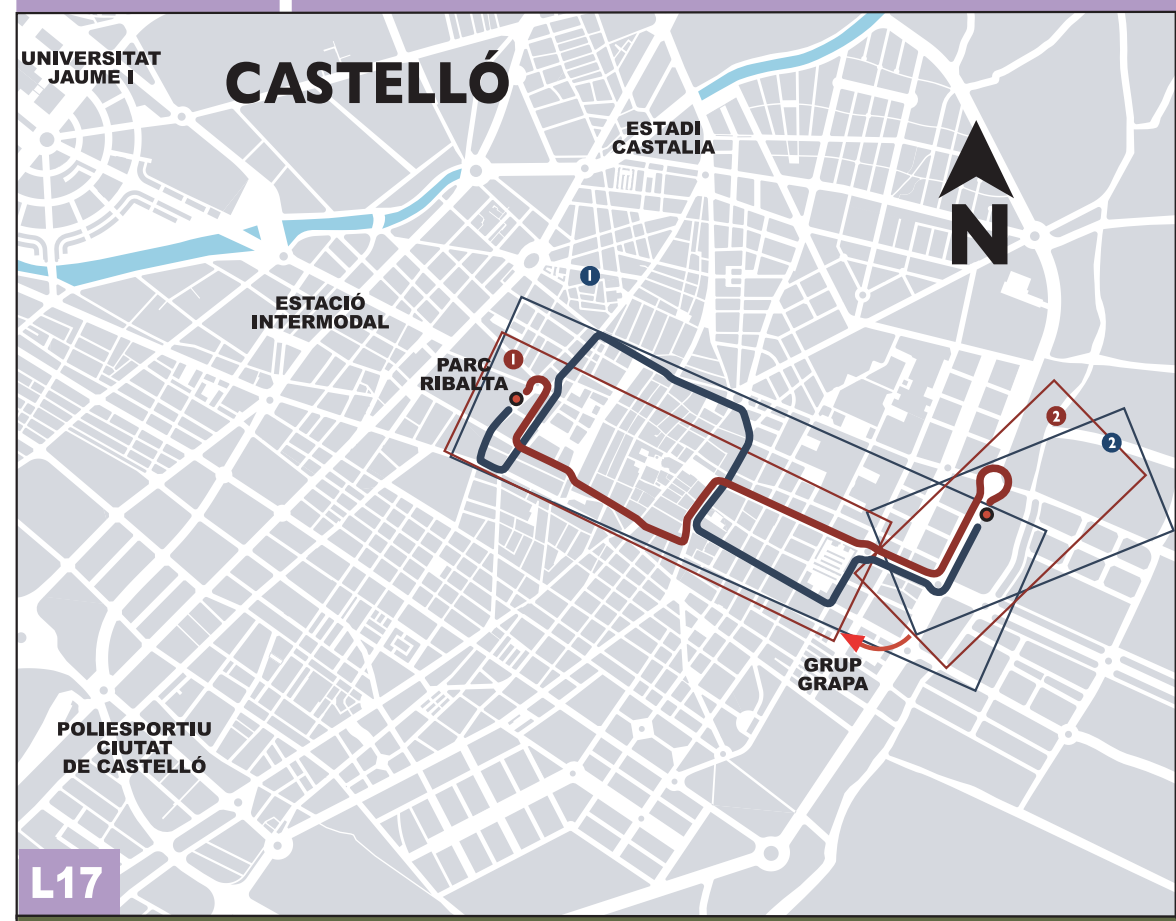 UNIVERSITAT
JAUME I
CASTELLÓ
ESTADI
CASTALIA
N
1
ESTACIÓ
INTERMODAL
PARC
RIBALTA
1
2
2
GRUP
GRAPA
POLIESPORTIU
CIUTAT
DE CASTELLÓ
L17